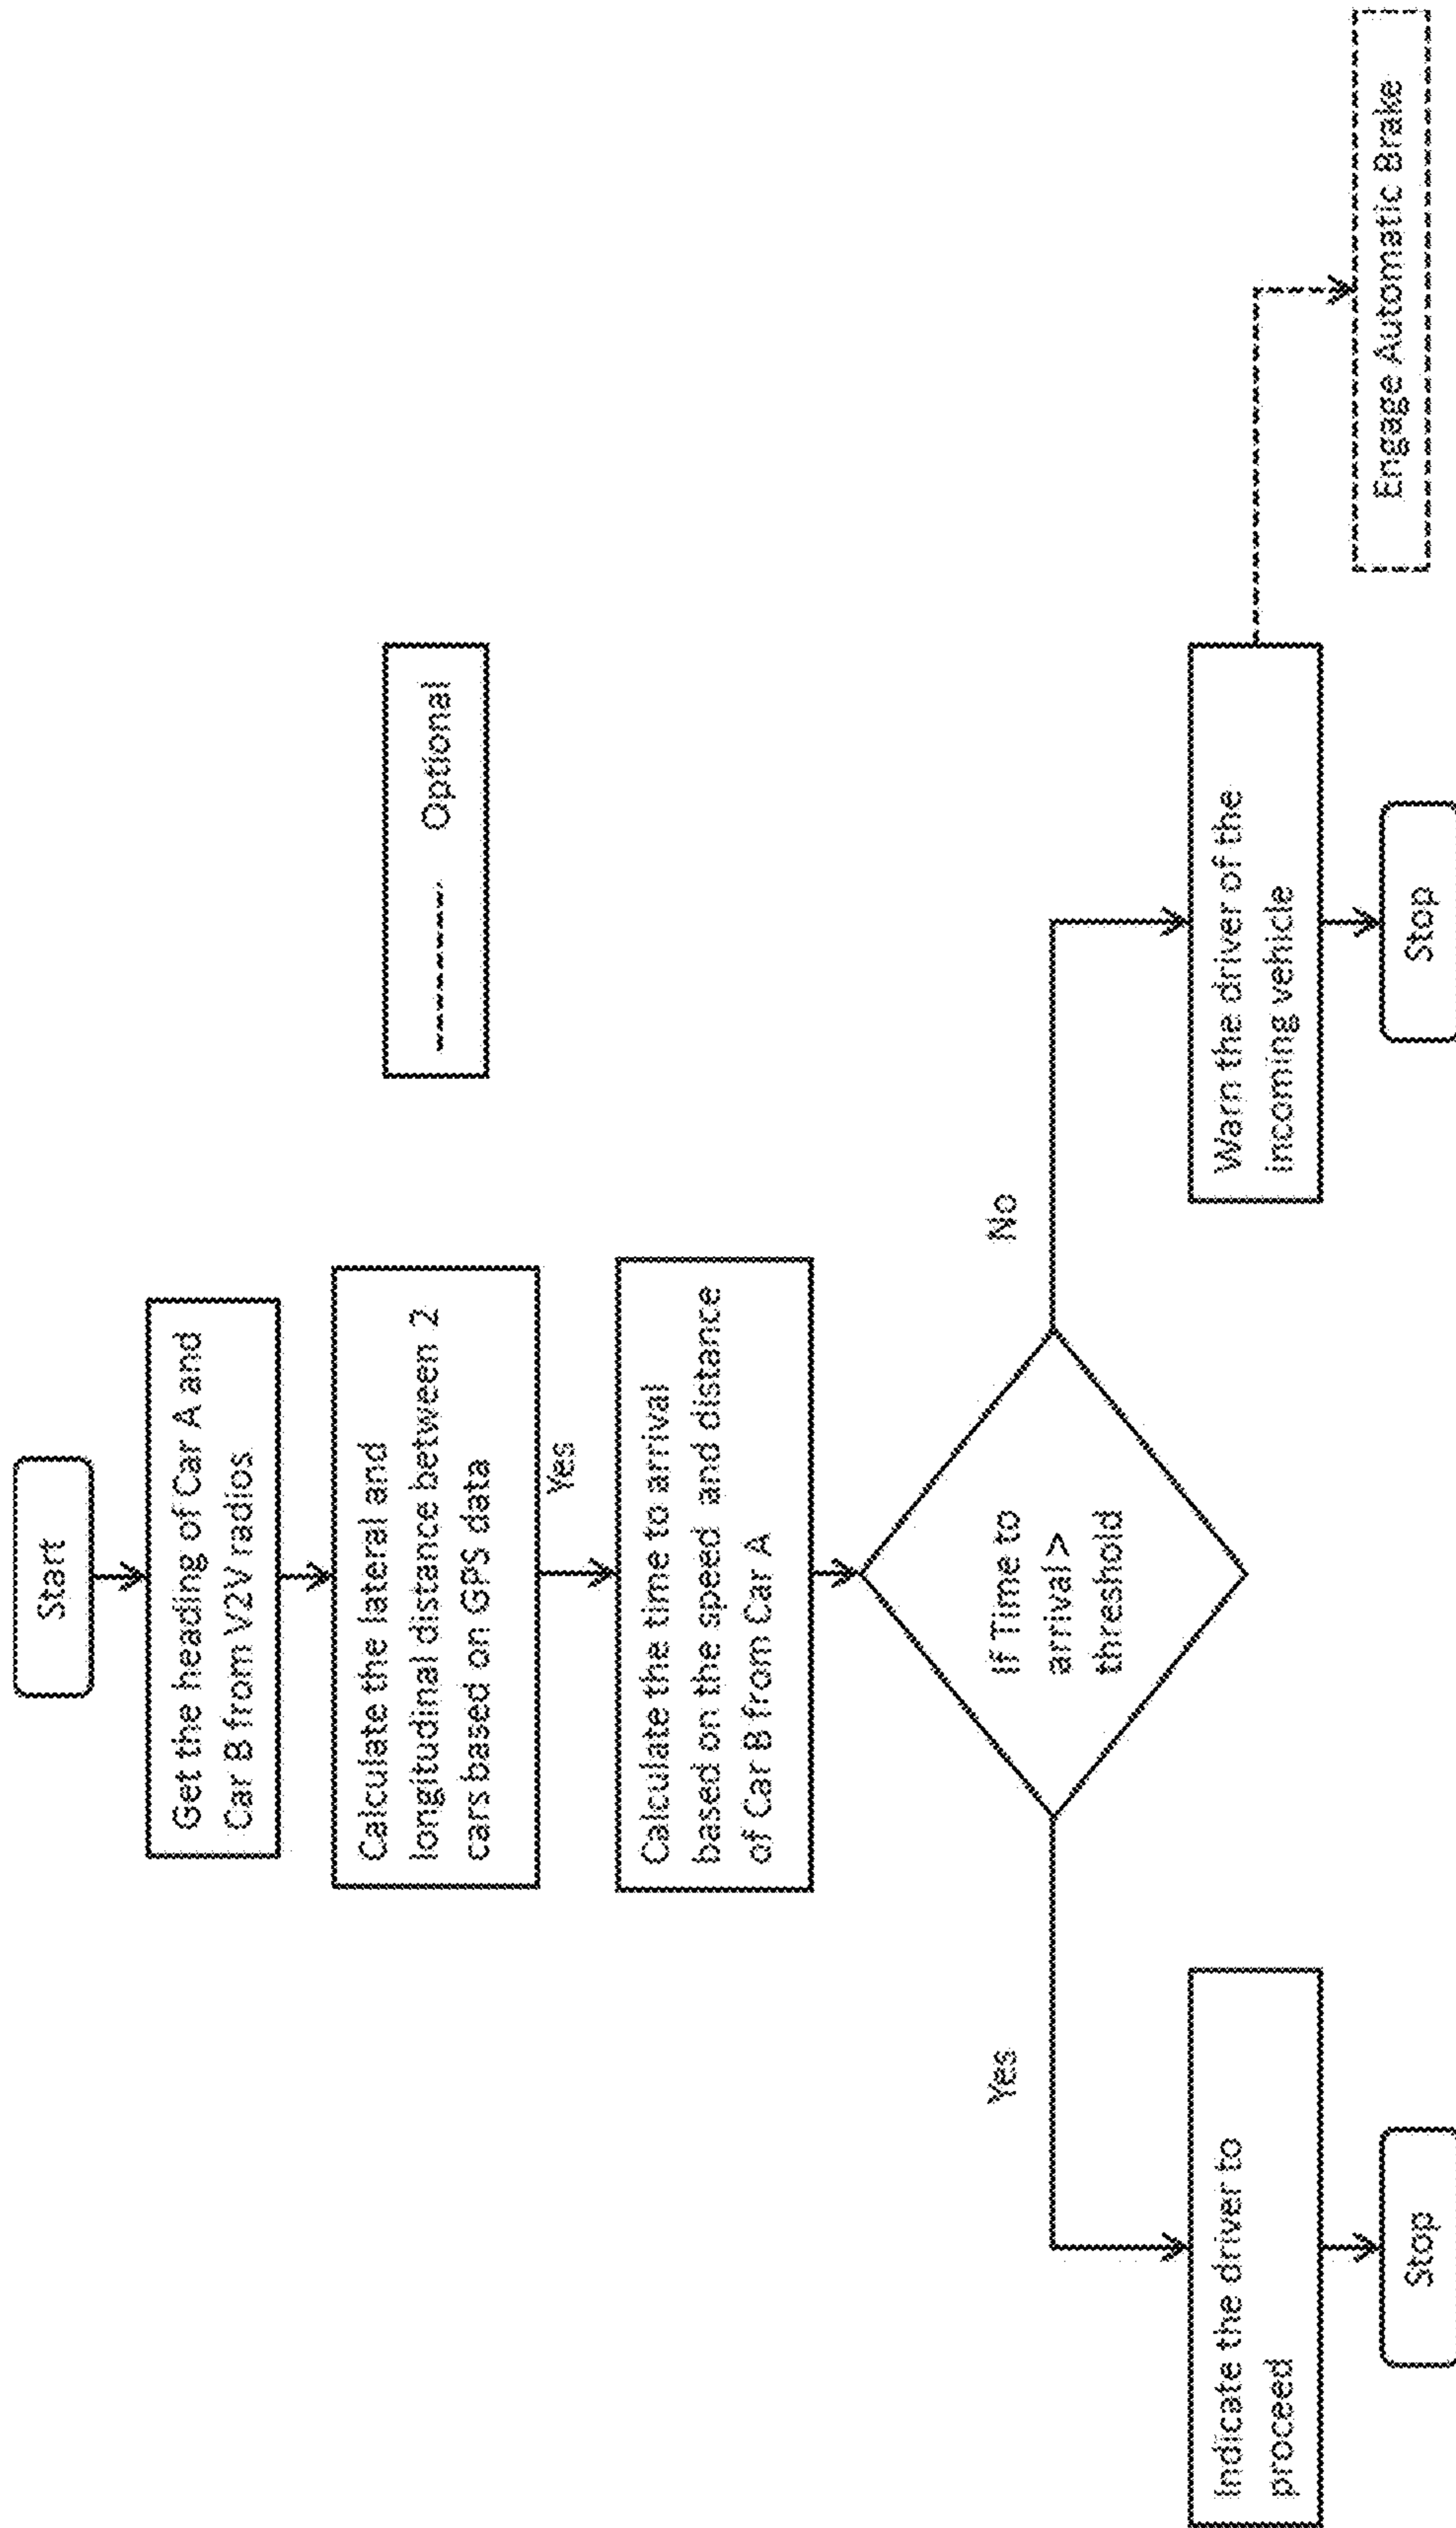 Start
Get the heading of Car A and
Car B from V2V radios
Calculate the lateral and
longitudinal distance between 2
cars based on GPS data
Yes
Calculate the time to arrival
based on the speed and distance
of Car B from Car A
If Time to
arrival >
threshold
Yes
No
Indicate the driver to
proceed
Stop
Warn the driver of the
incoming vehicle
Stop
Engage Automatic Brake
Optional